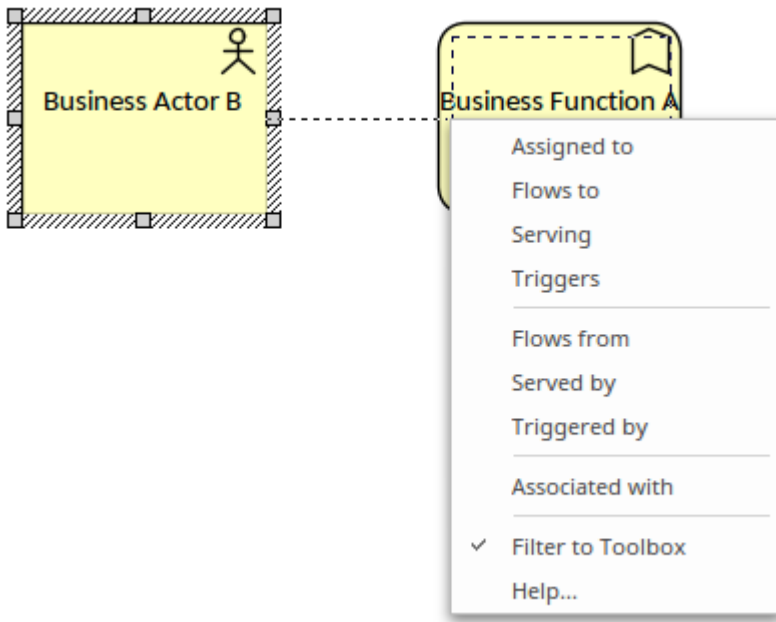 Business Actor B
Business Function A
Assigned to
Flows to
Serving
Triggers
Flows from
Served by
Triggered by
Associated with
Filter to Toolbox
Help...